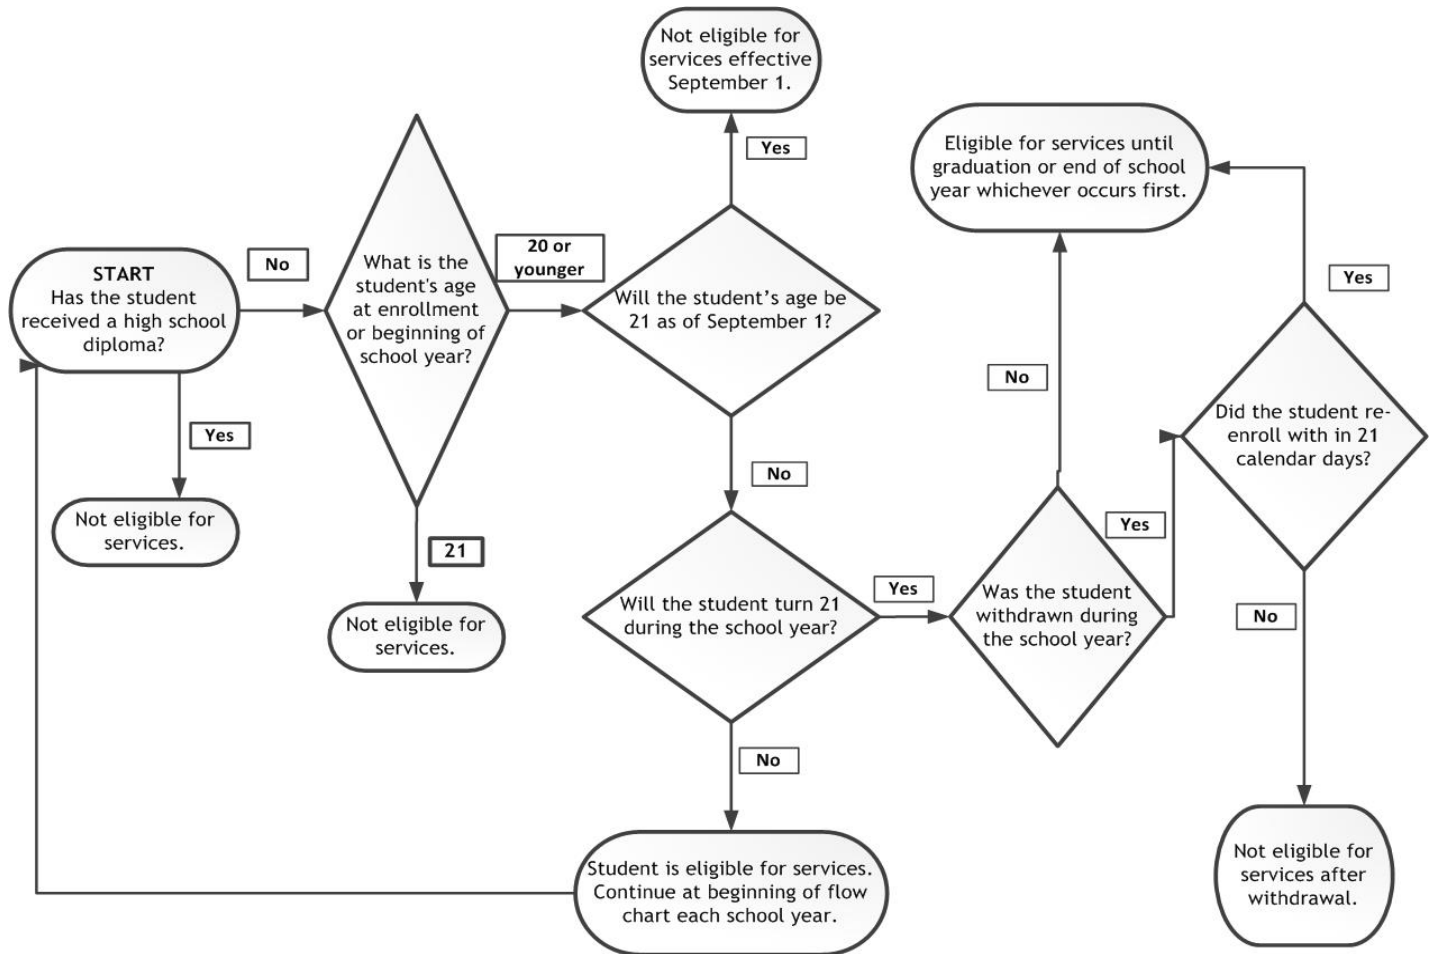 START
Has the student
received a high school
diploma?
No
Yes
Not eligible for
services.
What is the
student's age
at enrollment
or beginning of
school year?
21
Not eligible for
services.
20 or
younger
Will the student’s age be
21 as of September 1?
Yes
Not eligible for
services effective
September 1.
No
Will the student turn 21
during the school year?
No
Student is eligible for services.
Continue at beginning of flow
chart each school year.
Yes
Was the student
withdrawn during
the school year?
No
Eligible for services until
graduation or end of school
year whichever occurs first.
Yes
Did the student re-
enroll with in 21
calendar days?
Yes
No
Not eligible for
services after
withdrawal.